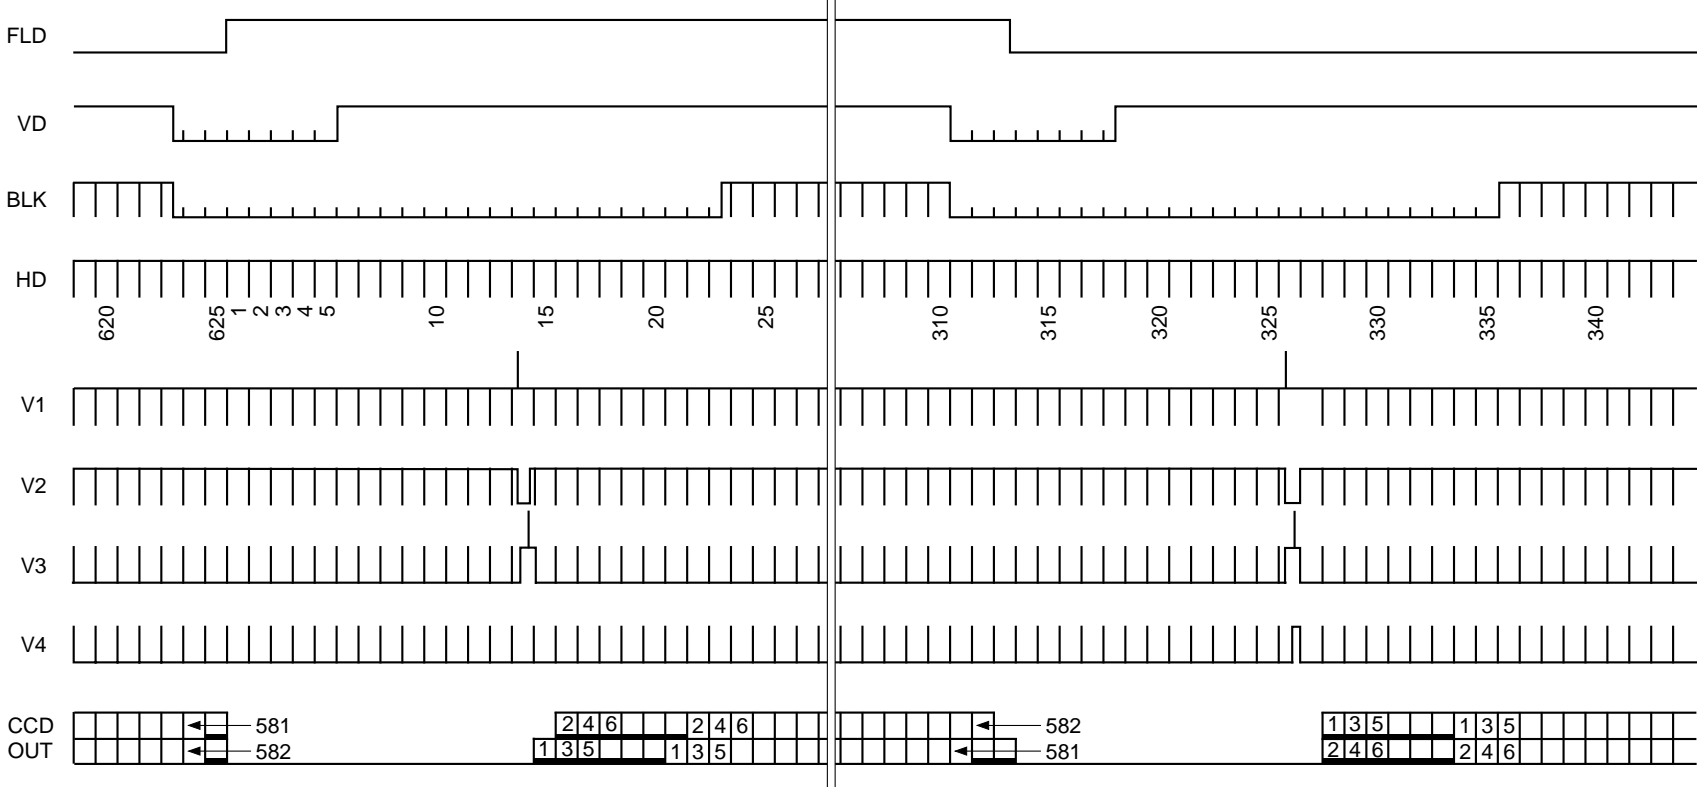 FLD
VD
BLK
HD
620 625 1 2 3 4 5 10 15 20 25 310 315 320 325 330 335 340
V1
V2
V3
V4
CCD 581 2 4 6 2 4 6 582 1 3 5 1 3 5
OUT 582 1 3 5 1 3 5 581 2 4 6 2 4 6